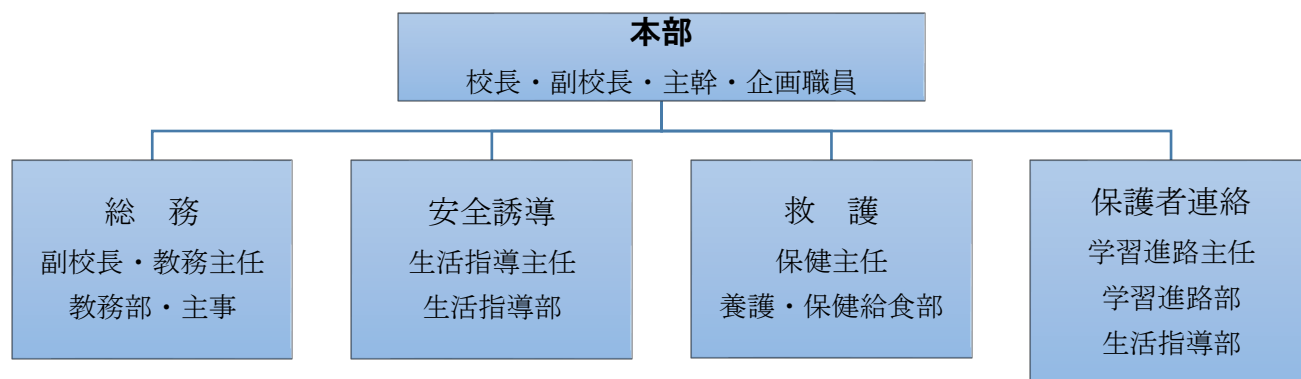 本部
校長・副校長・主幹・企画職員
総　務
副校長・教務主任
教務部・主事
安全誘導
生活指導主任
生活指導部
救　護
保健主任
養護・保健給食部
保護者連絡
学習進路主任
学習進路部
生活指導部